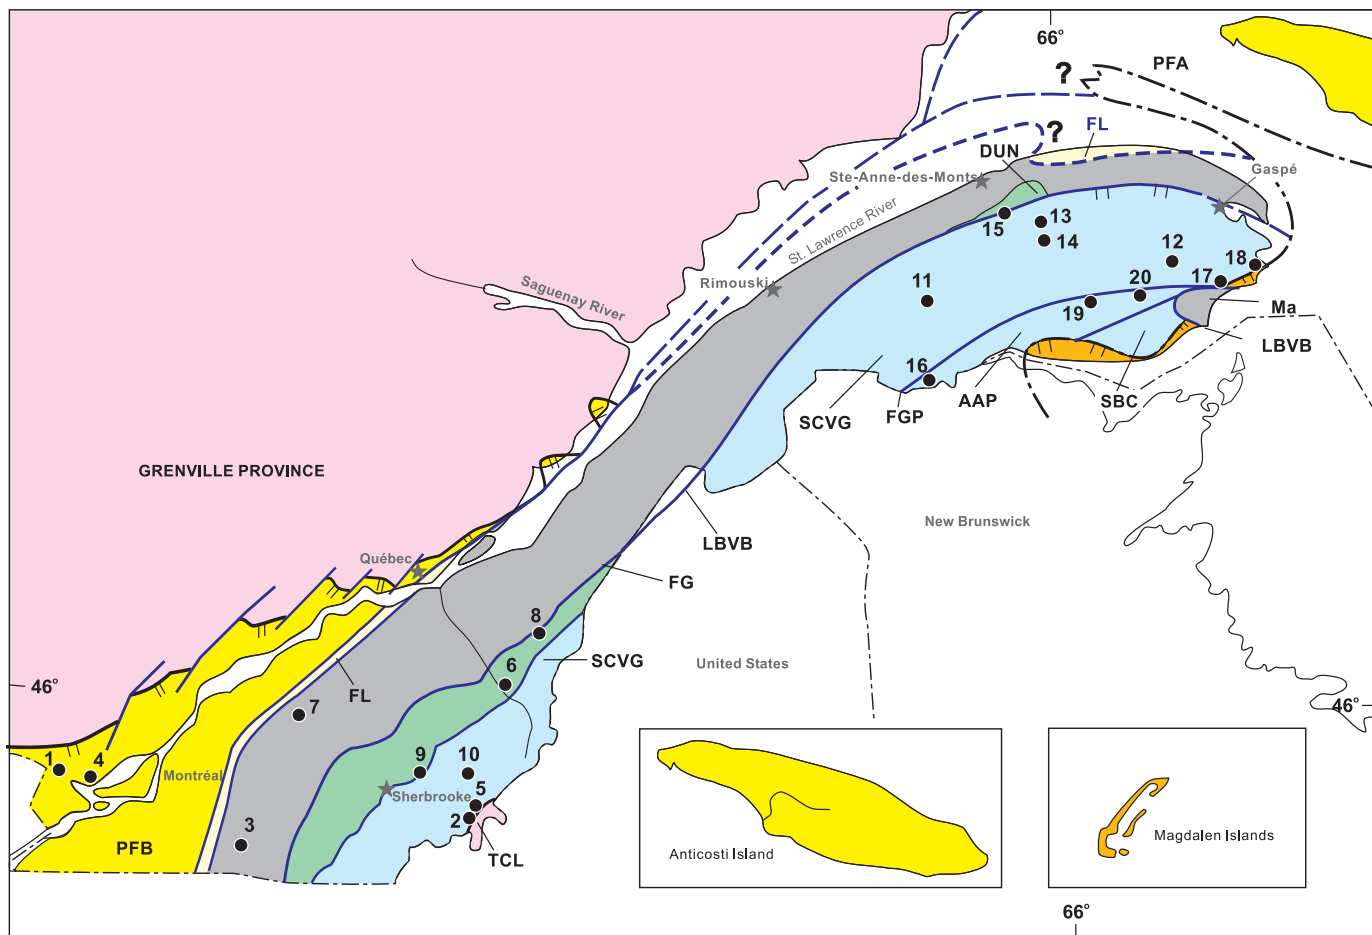 66°
PFA
?
?
FL
DUN
Ste-Anne-des-Monts
Gaspé
St. Lawrence River
13
15
14
12
18
Saguenay River
Rimouski
11
20
17
19
Ma
LBVB
16
SCVG
FGP
AAP
SBC
GRENVILLE PROVINCE
New Brunswick
LBVB
Québec
FG
8
SCVG
United States
6
46°
FL
7
46°
1
4
Montréal
9
10
Sherbrooke
5
2
3
PFB
TCL
Anticosti Island
Magdalen Islands
66°